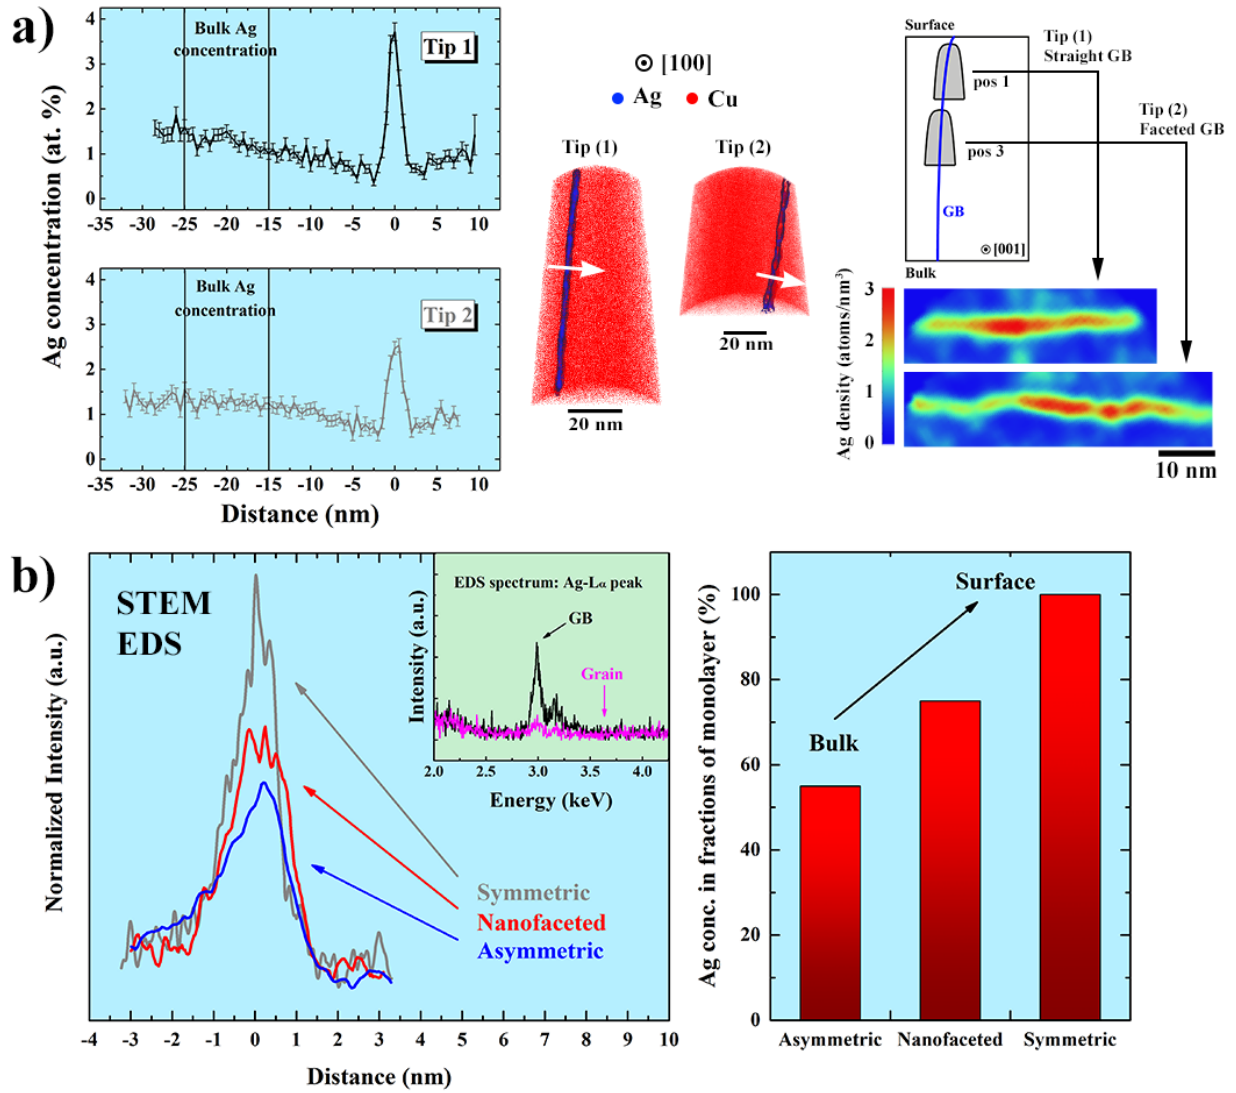 a)
Ag concentration (at. %)
4
3
2
1
0
Bulk Ag
concentration
Tip 1
-35 -30 -25 -20 -15 -10 -5 0 5 10
4
3
2
1
0
Bulk Ag
concentration
Tip 2
-35 -30 -25 -20 -15 -10 -5 0 5 10
Distance (nm)
[100]
Ag Cu
Tip (1)
20 nm
Tip (2)
20 nm
Surface
pos 1
pos 3
GB
[001]
Bulk
Tip (1)
Straight GB
Tip (2)
Faceted GB
Ag density (atoms/nm³)
3
2
1
0
10 nm
b)
STEM
EDS
Normalized Intensity (a.u.)
EDS spectrum: Ag-Lα peak
GB
Grain
Intensity (a.u.)
2.0 2.5 3.0 3.5 4.0
Energy (keV)
Symmetric
Nanofaceted
Asymmetric
-4 -3 -2 -1 0 1 2 3 4 5 6 7 8 9 10
Distance (nm)
Ag conc. in fractions of monolayer (%)
100
80
60
40
20
0
Surface
Bulk
Asymmetric Nanofaceted Symmetric